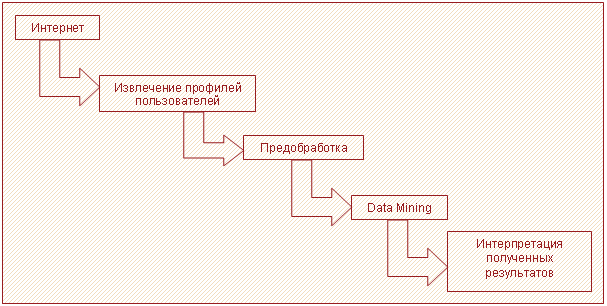 Интернет
Извлечение профилей
пользователей
Предобработка
Data Mining
Интерпретация
полученных
результатов